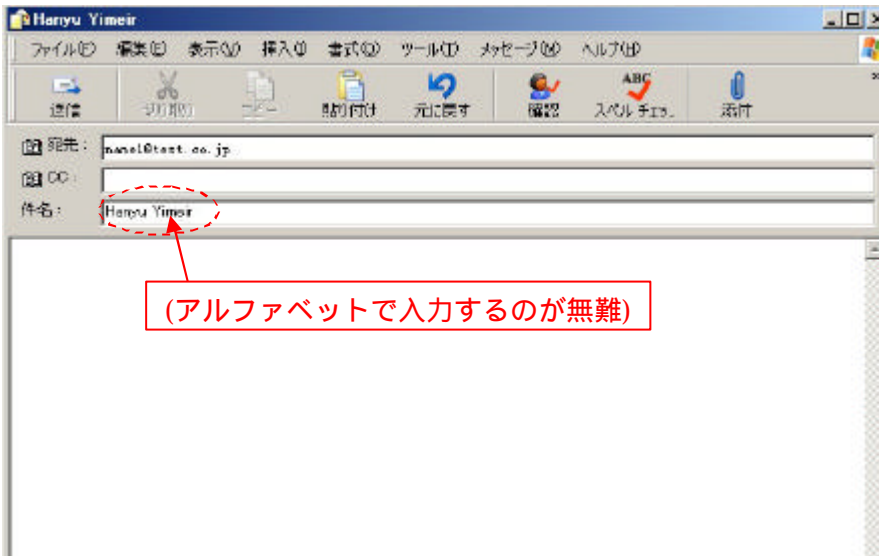 Hanyu Yimeir
ファイル(F) 編集(E) 表示(V) 挿入(I) 書式(O) ツール(T) メッセージ(M) ヘルプ(H)
送信 切り取り コピー 貼り付け 元に戻す 確認 スペル チェッ.. 添付
宛先:
CC:
件名: Hanyu Yimeir
(アルファベットで入力するのが無難)